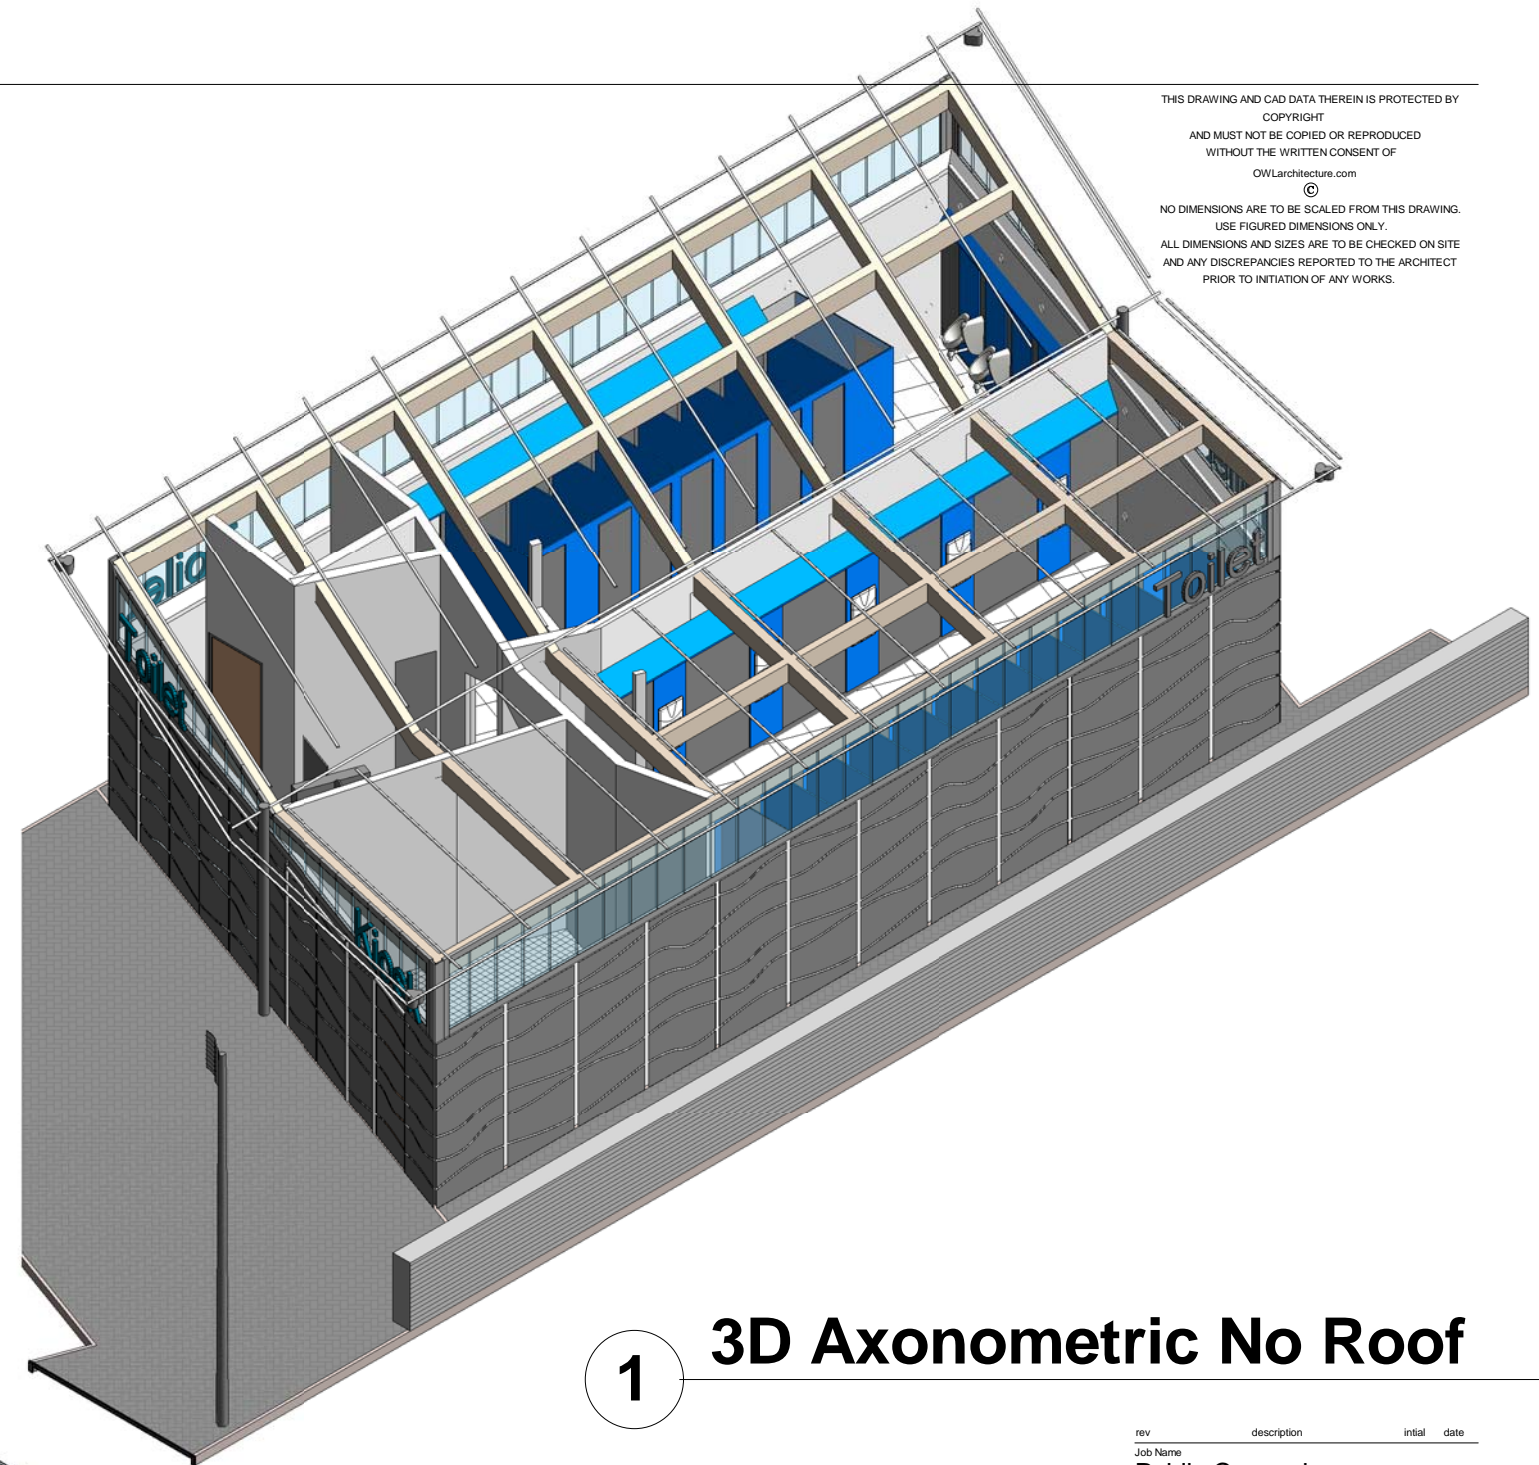 THIS DRAWING AND CAD DATA THEREIN IS PROTECTED BY
COPYRIGHT
AND MUST NOT BE COPIED OR REPRODUCED
WITHOUT THE WRITTEN CONSENT OF
OWLarchitecture.com
©
NO DIMENSIONS ARE TO BE SCALED FROM THIS DRAWING.
USE FIGURED DIMENSIONS ONLY.
ALL DIMENSIONS AND SIZES ARE TO BE CHECKED ON SITE
AND ANY DISCREPANCIES REPORTED TO THE ARCHITECT
PRIOR TO INITIATION OF ANY WORKS.
Toilet
Toilet
1 3D Axonometric No Roof
rev description intial date
Job Name